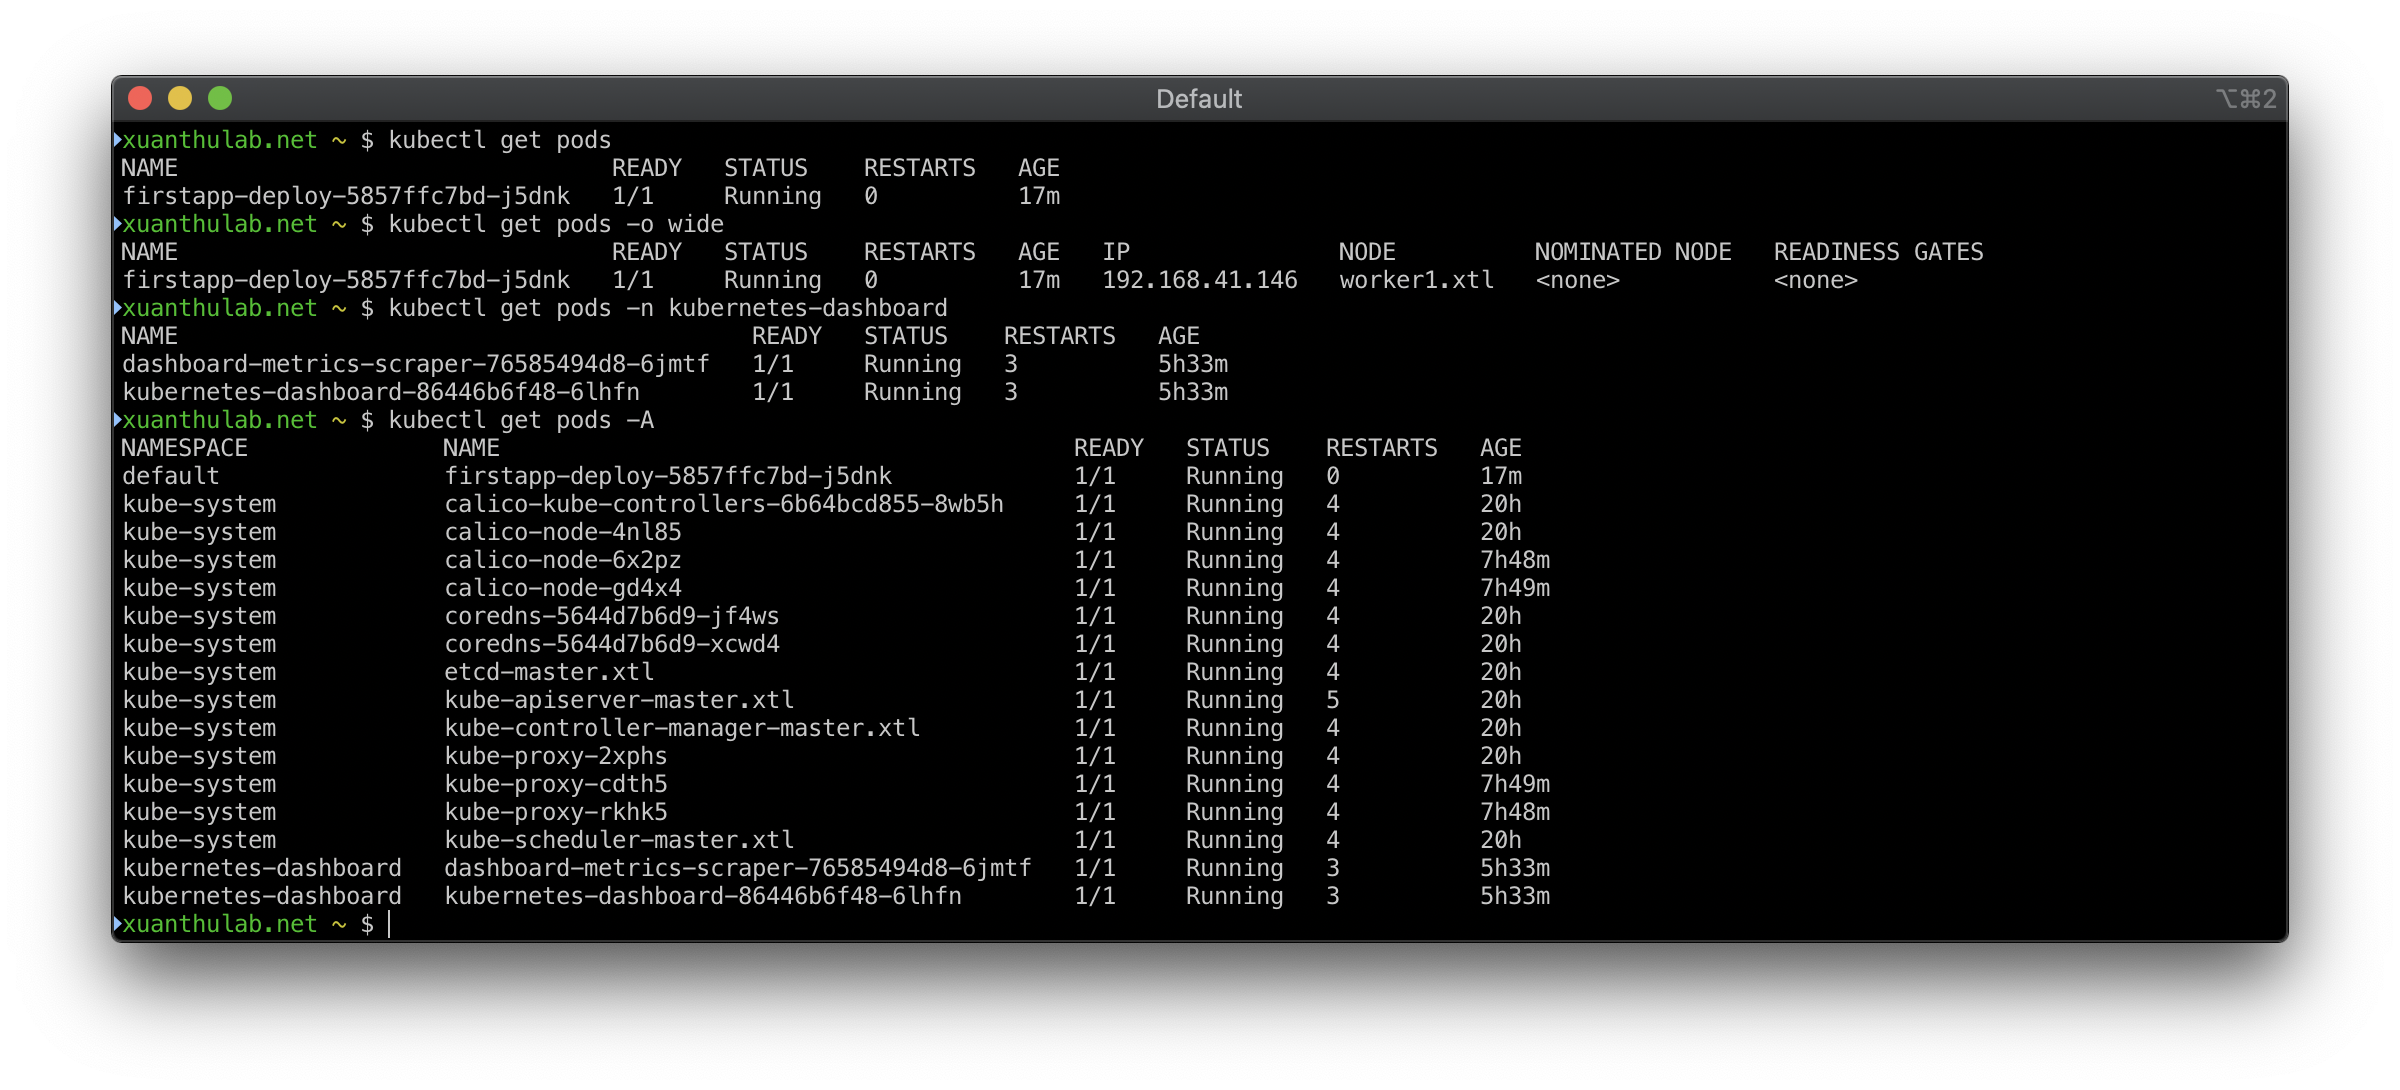 Default ⌥⌘2
xuanthulab.net ~ $ kubectl get pods
NAME                                   READY   STATUS    RESTARTS   AGE
firstapp-deploy-5857ffc7bd-j5dnk   1/1     Running   0          17m
xuanthulab.net ~ $ kubectl get pods -o wide
NAME                               READY   STATUS    RESTARTS   AGE   IP               NODE          NOMINATED NODE   READINESS GATES
firstapp-deploy-5857ffc7bd-j5dnk   1/1     Running   0          17m   192.168.41.146   worker1.xtl   <none>           <none>
xuanthulab.net ~ $ kubectl get pods -n kubernetes-dashboard
NAME                                         READY   STATUS    RESTARTS   AGE
dashboard-metrics-scraper-76585494d8-6jmtf   1/1     Running   3          5h33m
kubernetes-dashboard-86446b6f48-6lhfn        1/1     Running   3          5h33m
xuanthulab.net ~ $ kubectl get pods -A
NAMESPACE              NAME                                         READY   STATUS    RESTARTS   AGE
default                firstapp-deploy-5857ffc7bd-j5dnk             1/1     Running   0          17m
kube-system            calico-kube-controllers-6b64bcd855-8wb5h     1/1     Running   4          20h
kube-system            calico-node-4nl85                            1/1     Running   4          20h
kube-system            calico-node-6x2pz                            1/1     Running   4          7h48m
kube-system            calico-node-gd4x4                            1/1     Running   4          7h49m
kube-system            coredns-5644d7b6d9-jf4ws                     1/1     Running   4          20h
kube-system            coredns-5644d7b6d9-xcwd4                     1/1     Running   4          20h
kube-system            etcd-master.xtl                              1/1     Running   4          20h
kube-system            kube-apiserver-master.xtl                    1/1     Running   5          20h
kube-system            kube-controller-manager-master.xtl           1/1     Running   4          20h
kube-system            kube-proxy-2xphs                             1/1     Running   4          20h
kube-system            kube-proxy-cdth5                             1/1     Running   4          7h49m
kube-system            kube-proxy-rkhk5                             1/1     Running   4          7h48m
kube-system            kube-scheduler-master.xtl                    1/1     Running   4          20h
kubernetes-dashboard   dashboard-metrics-scraper-76585494d8-6jmtf   1/1     Running   3          5h33m
kubernetes-dashboard   kubernetes-dashboard-86446b6f48-6lhfn        1/1     Running   3          5h33m
xuanthulab.net ~ $